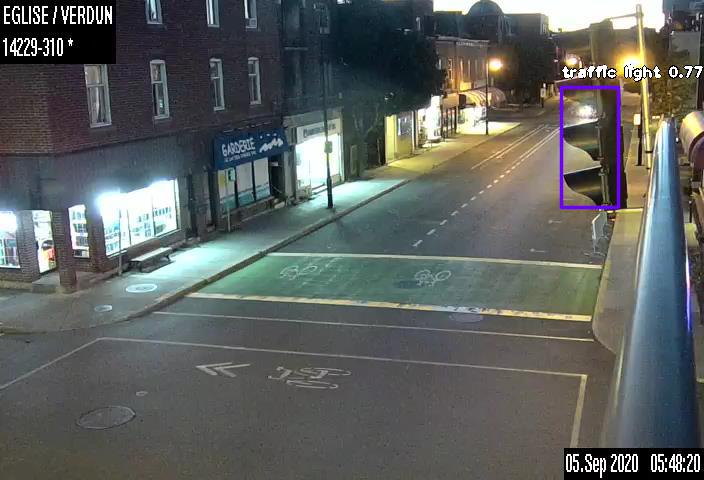 EGLISE / VERDUN
14229-310 *
traffic light 0.77
GARDERIE
05.Sep 2020 05:48:20